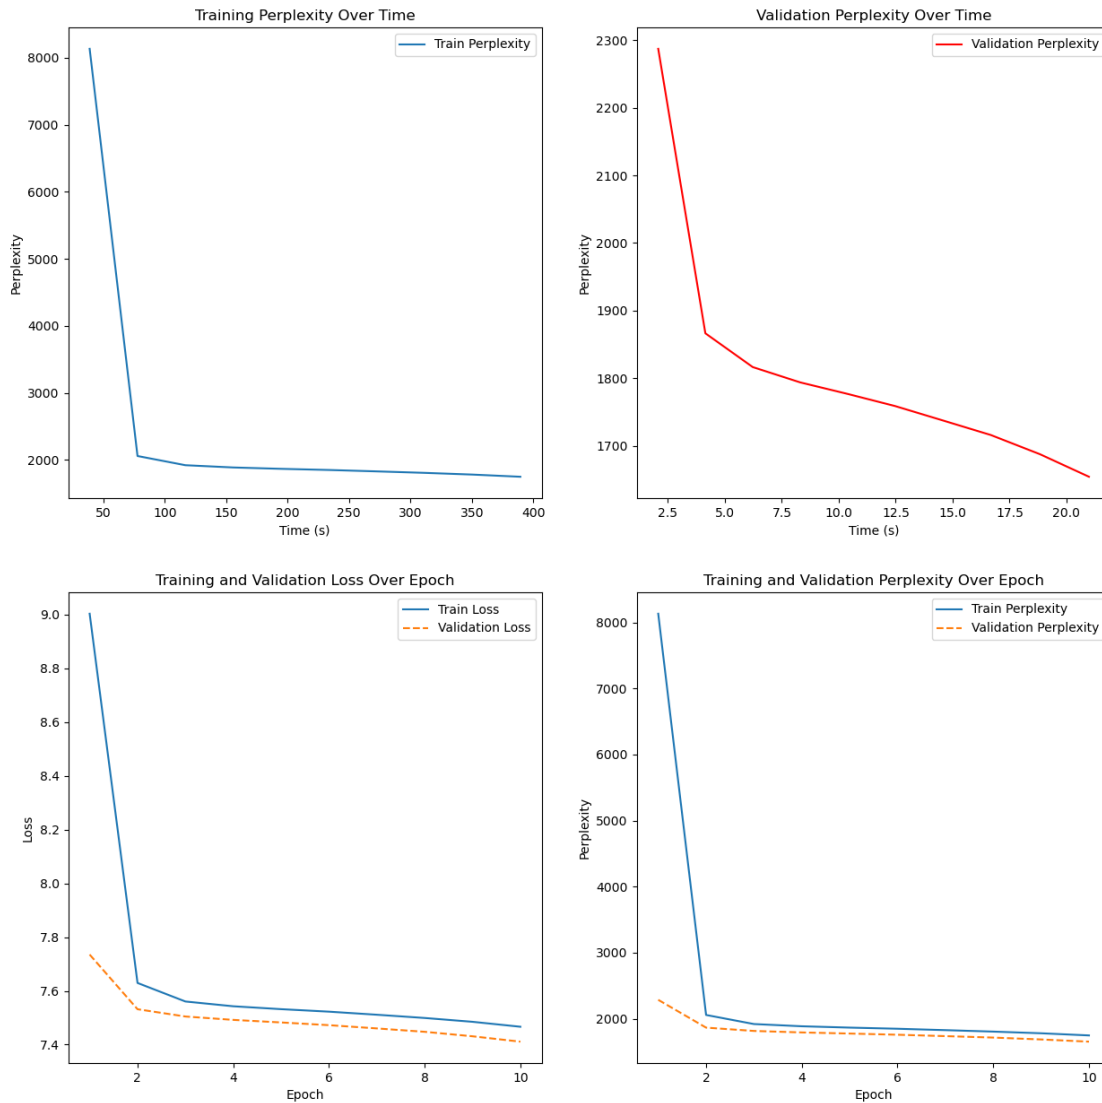 Training Perplexity Over Time
Train Perplexity
8000
7000
6000
5000
4000
3000
2000
Perplexity
50 100 150 200 250 300 350 400
Time (s)
Validation Perplexity Over Time
Validation Perplexity
2300
2200
2100
2000
1900
1800
1700
Perplexity
2.5 5.0 7.5 10.0 12.5 15.0 17.5 20.0
Time (s)
Training and Validation Loss Over Epoch
Train Loss
Validation Loss
9.0
8.8
8.6
8.4
8.2
8.0
7.8
7.6
7.4
Loss
2 4 6 8 10
Epoch
Training and Validation Perplexity Over Epoch
Train Perplexity
Validation Perplexity
8000
7000
6000
5000
4000
3000
2000
Perplexity
2 4 6 8 10
Epoch